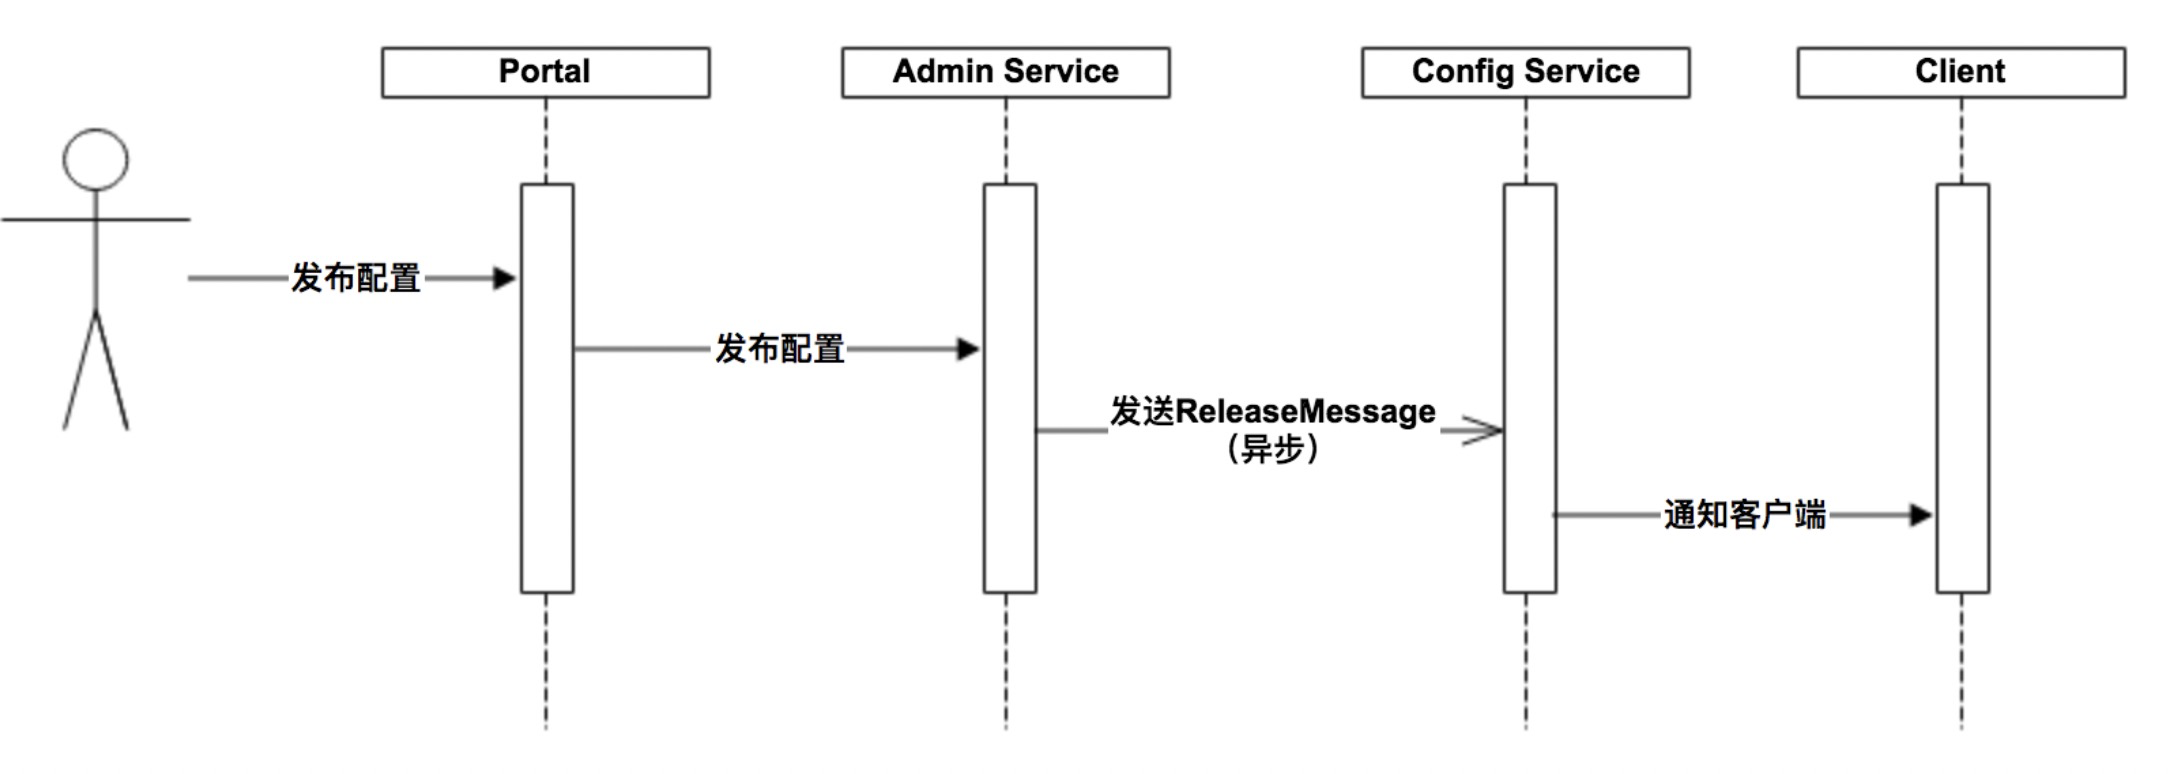 Portal
Admin Service
Config Service
Client
发布配置
发布配置
发送ReleaseMessage
（异步）
通知客户端